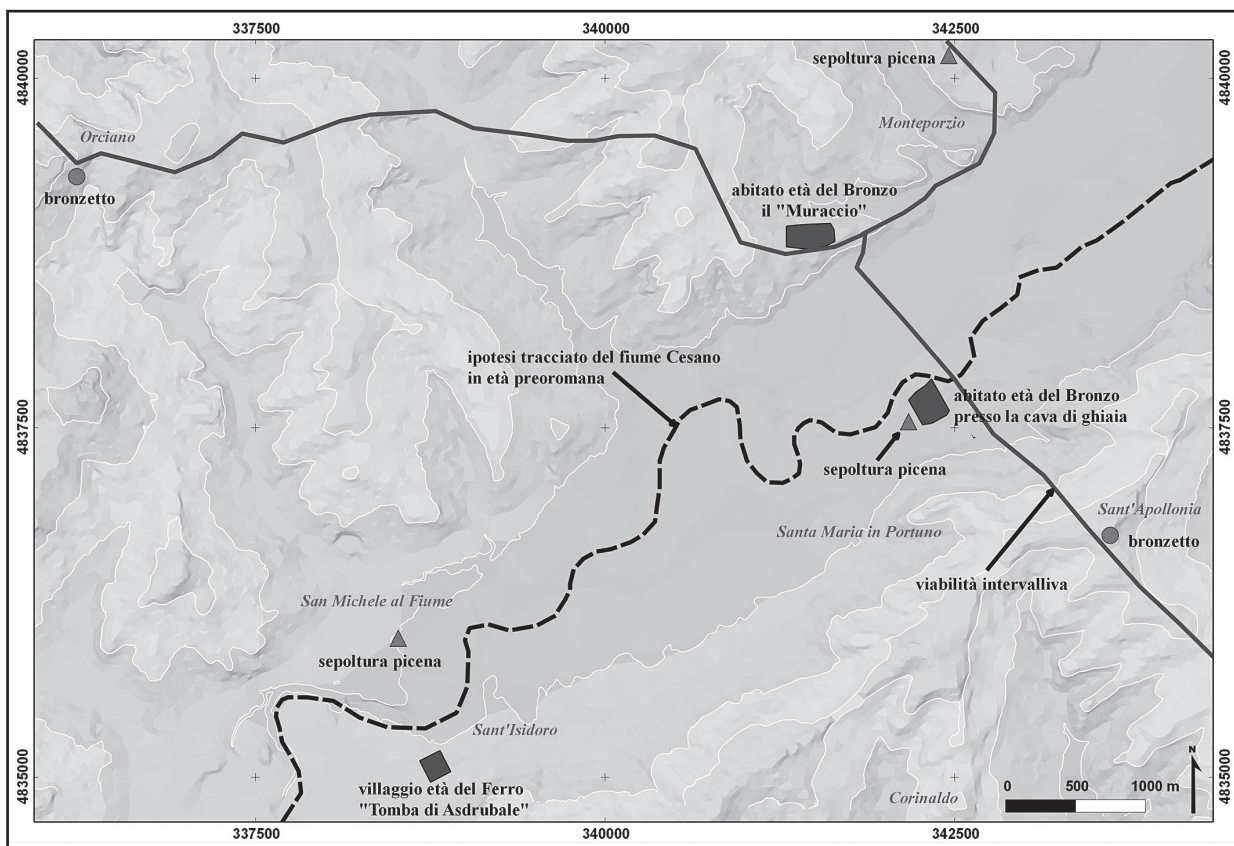 337500
340000
342500
4840000
4840000
sepoltura picena
Orciano
Monteporzio
bronzetto
abitato età del Bronzo
il "Muraccio"
ipotesi tracciato del fiume Cesano
in età preoromana
abitato età del Bronzo
presso la cava di ghiaia
4837500
4837500
sepoltura picena
Sant'Apollonia
Santa Maria in Portuno
bronzetto
viabilità intervalliva
San Michele al Fiume
sepoltura picena
Sant'Isidoro
villaggio età del Ferro
"Tomba di Asdrubale"
Corinaldo
N
0 500 1000 m
4835000
4835000
337500
340000
342500